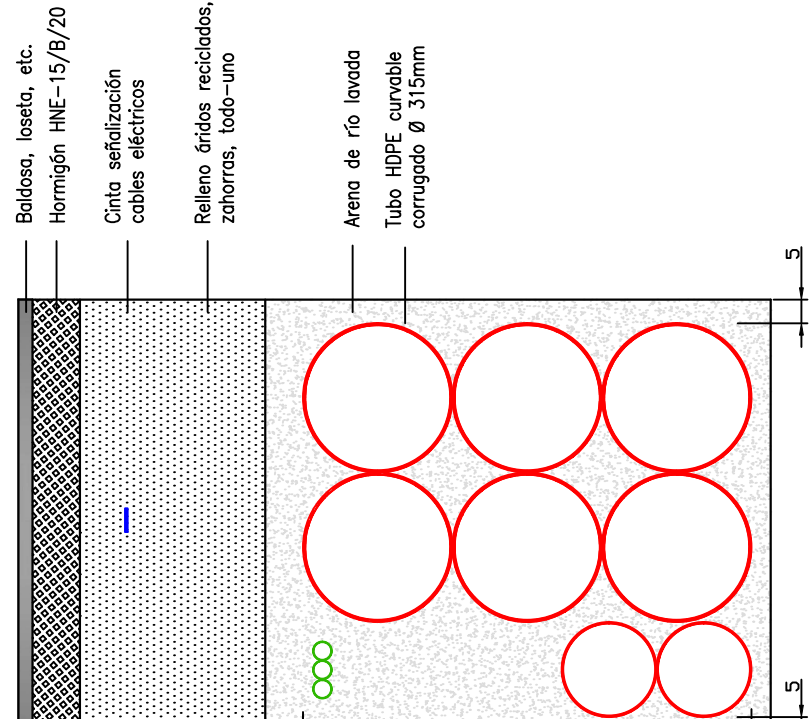 Baldosa, loseta, etc.
Hormigón HNE-15/B/20
Cinta señalización
cables eléctricos
Relleno áridos reciclados,
zahorras, todo-uno
Arena de río lavada
Tubo HDPE curvable
corrugado Ø 315mm
5
5